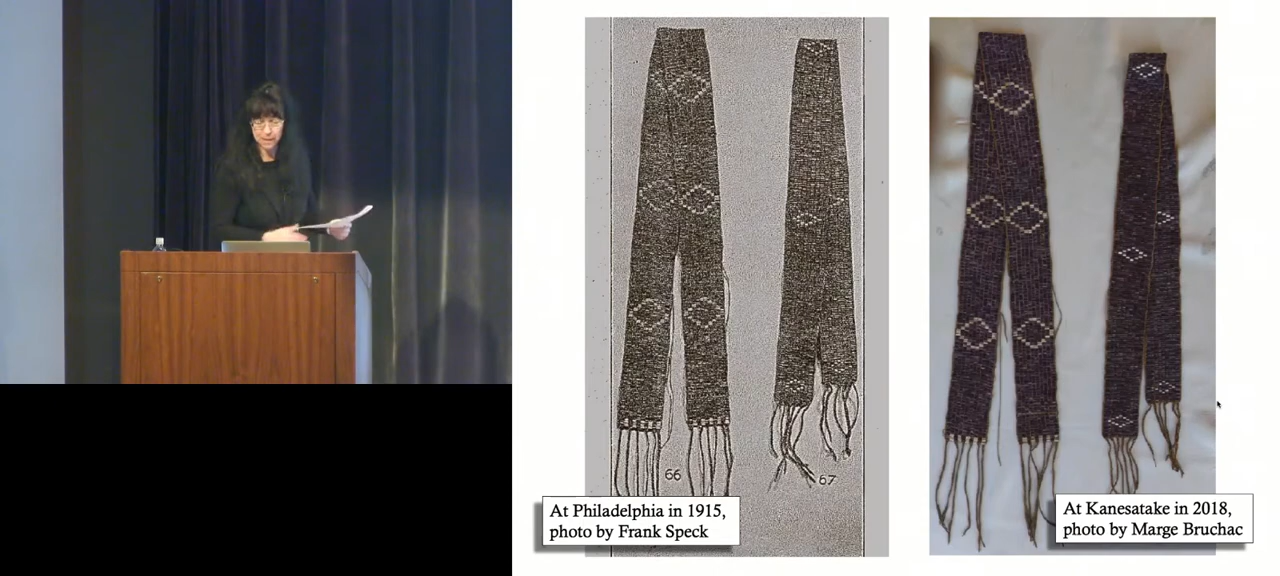 66
67
At Philadelphia in 1915,
photo by Frank Speck
At Kanesatake in 2018,
photo by Marge Bruchac